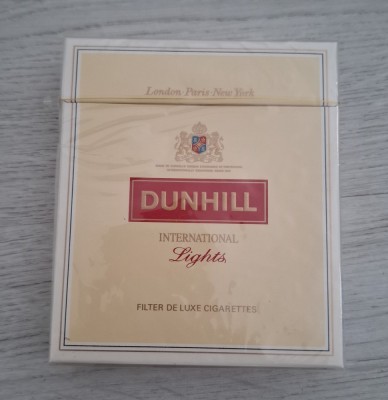 London·Paris·New York
DUNHILL
INTERNATIONAL
Lights
FILTER DE LUXE CIGARETTES